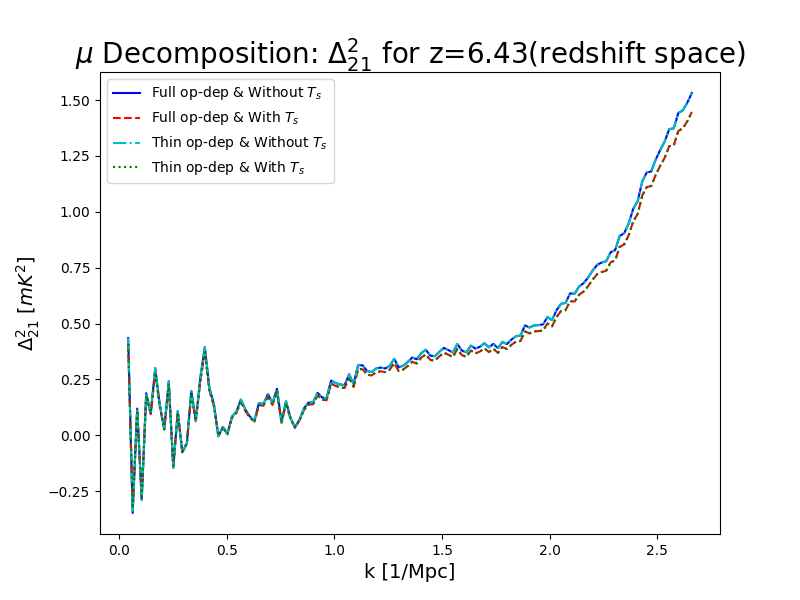 μ Decomposition: Δ²₂₁ for z=6.43(redshift space)
Full op-dep & Without Tₛ
Full op-dep & With Tₛ
Thin op-dep & Without Tₛ
Thin op-dep & With Tₛ
1.50
1.25
1.00
0.75
0.50
0.25
0.00
−0.25
Δ²₂₁ [mK²]
0.0 0.5 1.0 1.5 2.0 2.5
k [1/Mpc]